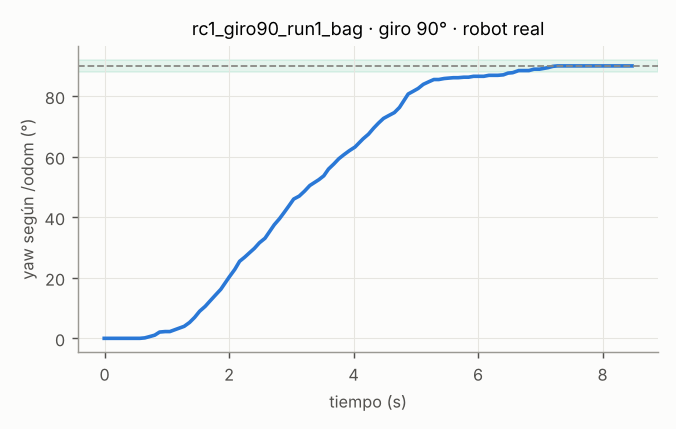 rc1_giro90_run1_bag · giro 90° · robot real
yaw según /odom (°)
80
60
40
20
0
0 2 4 6 8
tiempo (s)